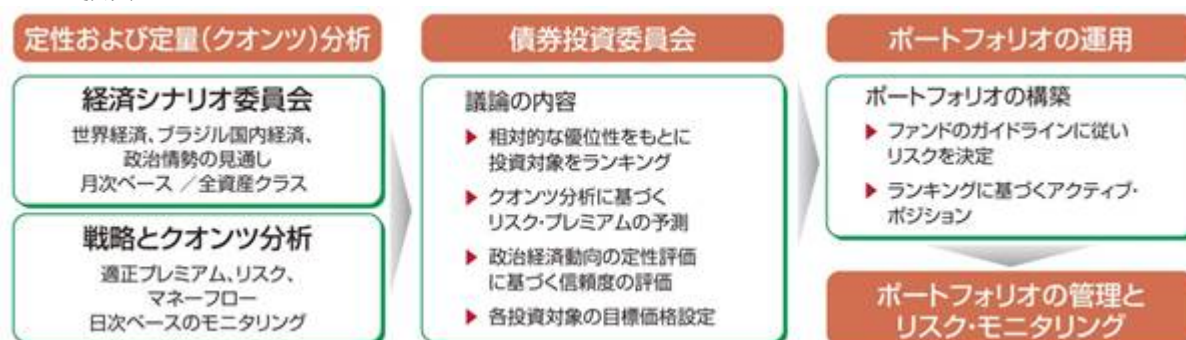 定性および定量(クオンツ)分析
経済シナリオ委員会
世界経済、ブラジル国内経済、
政治情勢の見通し
月次ベース ／全資産クラス
戦略とクオンツ分析
適正プレミアム、リスク、
マネーフロー
日次ベースのモニタリング
債券投資委員会
議論の内容
▶ 相対的な優位性をもとに
投資対象をランキング
▶ クオンツ分析に基づく
リスク・プレミアムの予測
▶ 政治経済動向の定性評価
に基づく信頼度の評価
▶ 各投資対象の目標価格設定
ポートフォリオの運用
ポートフォリオの構築
▶ ファンドのガイドラインに従い
リスクを決定
▶ ランキングに基づくアクティブ・
ポジション
ポートフォリオの管理と
リスク・モニタリング